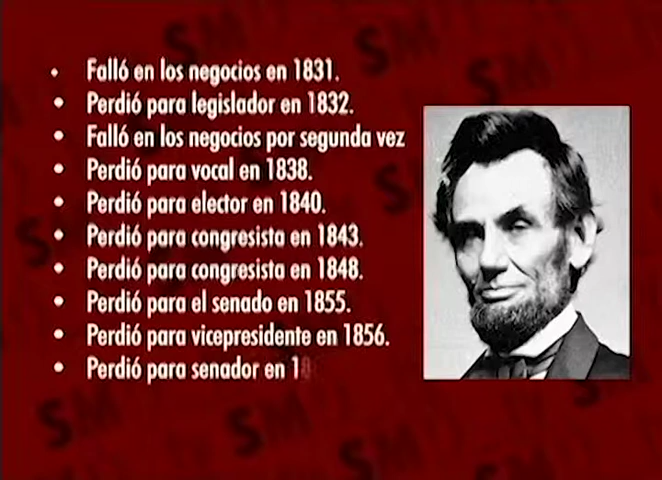 • Falló en los negocios en 1831.
• Perdió para legislador en 1832.
• Falló en los negocios por segunda vez
• Perdió para vocal en 1838.
• Perdió para elector en 1840.
• Perdió para congresista en 1843.
• Perdió para congresista en 1848.
• Perdió para el senado en 1855.
• Perdió para vicepresidente en 1856.
• Perdió para senador en 1